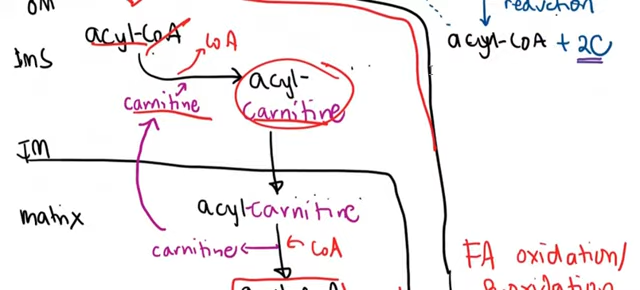 OM
reduction
acyl-CoA
CoA
acyl-CoA + 2C
IMS
acyl-
carnitine
carnitine
IM
acyl-carnitine
matrix
carnitine
CoA
FA oxidation/